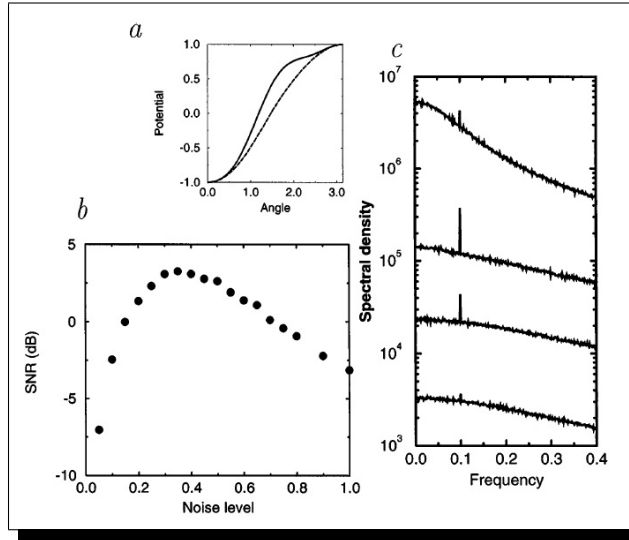 a
1.0
0.5
0.0
-0.5
-1.0
Potential
0.0 1.0 2.0 3.0
Angle
b
5
2.5
0
-2.5
-5
-10
SNR (dB)
0.0 0.2 0.4 0.6 0.8 1.0
Noise level
c
10^7
10^6
10^5
10^4
10^3
Spectral density
0.0 0.1 0.2 0.3 0.4
Frequency